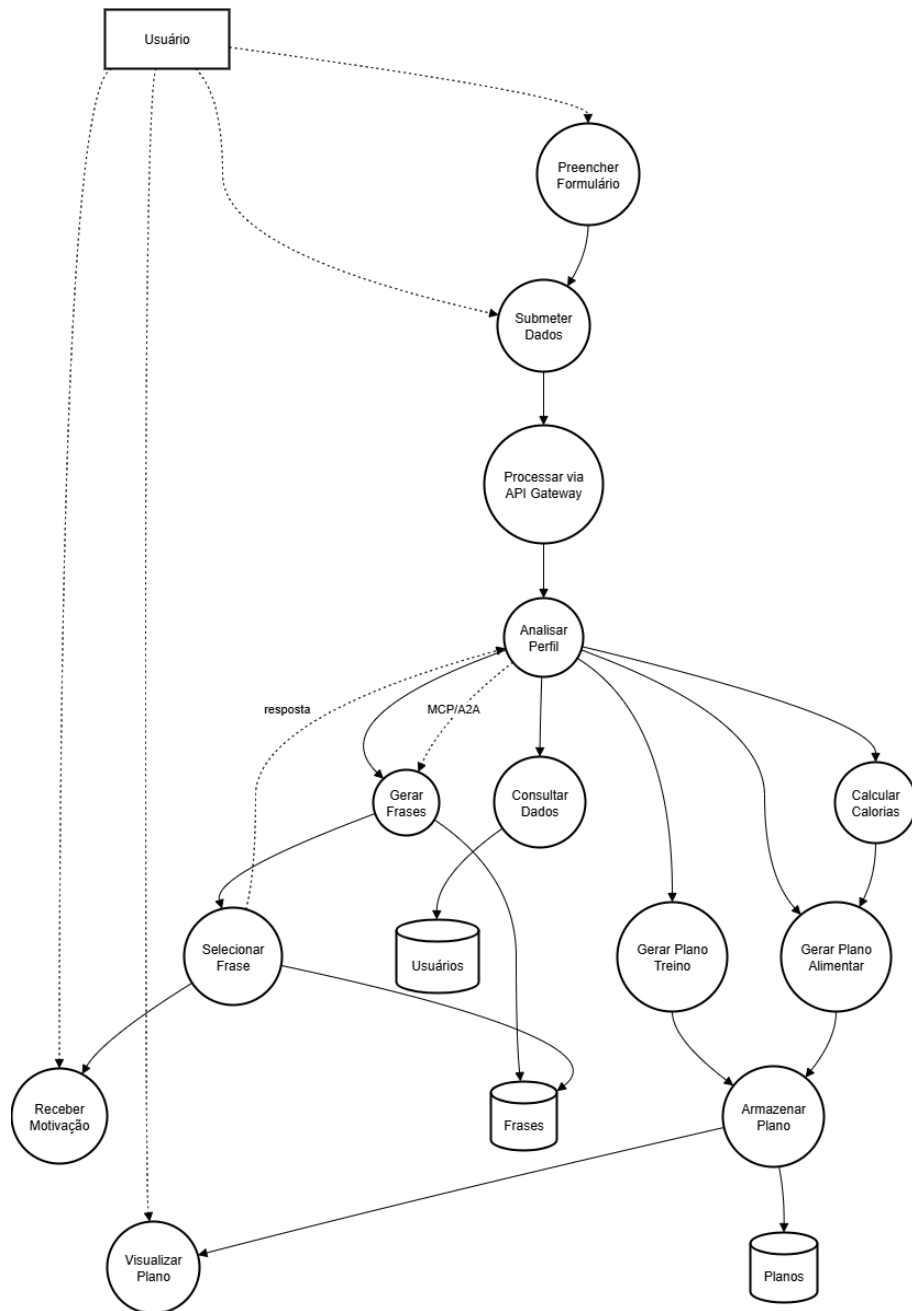 Usuário
Preencher
Formulário
Submeter
Dados
Processar via
API Gateway
Analisar
Perfil
resposta
MCP/A2A
Gerar
Frases
Consultar
Dados
Calcular
Calorias
Selecionar
Frase
Usuários
Gerar Plano
Treino
Gerar Plano
Alimentar
Receber
Motivação
Frases
Armazenar
Plano
Visualizar
Plano
Planos